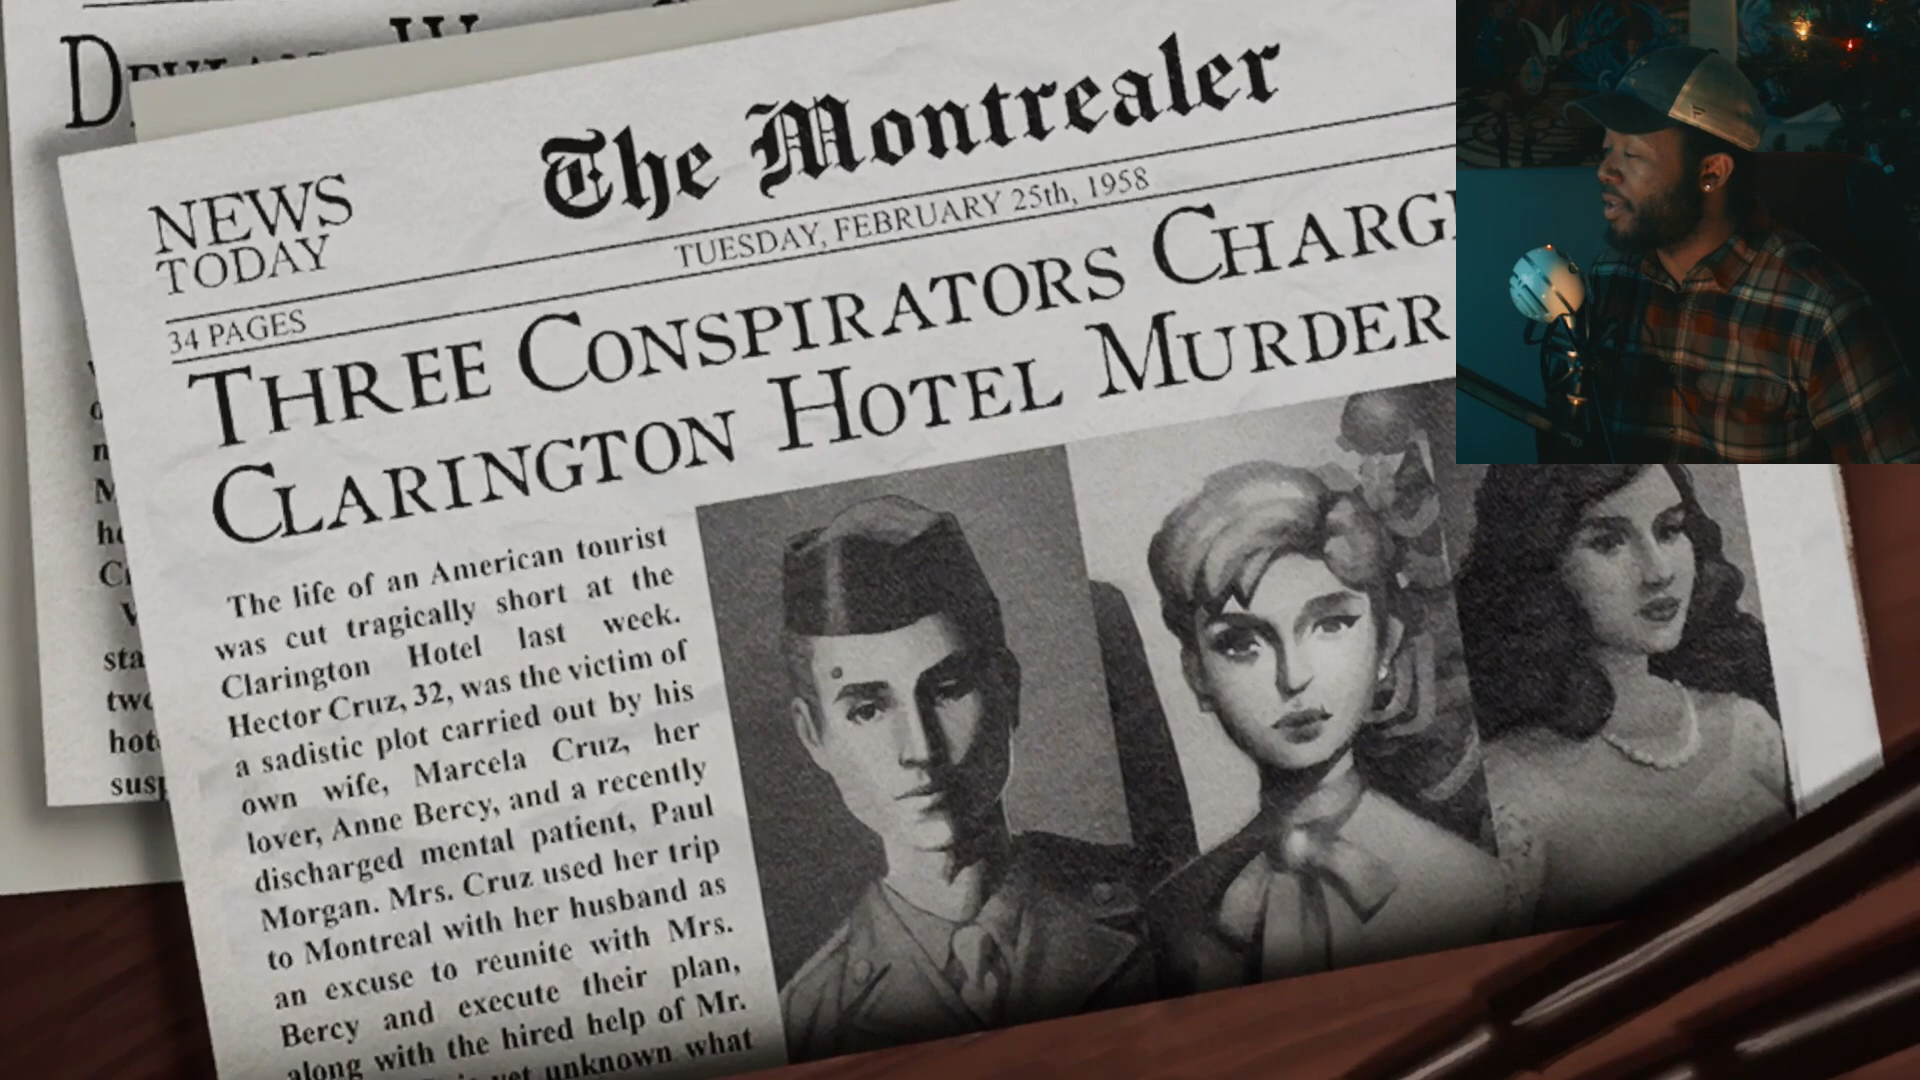 The Montrealer
NEWS
TODAY
TUESDAY, FEBRUARY 25th, 1958
34 PAGES
THREE CONSPIRATORS
CLARINGTON HOTEL MURDER
The life of an American tourist
was cut tragically short at the
Clarington Hotel last week.
Hector Cruz, 32, was the victim of
a sadistic plot carried out by his
own wife, Marcela Cruz, her
lover, Anne Bercy, and a recently
discharged mental patient, Paul
Morgan. Mrs. Cruz used her trip
to Montreal with her husband as
an excuse to reunite with Mrs.
Bercy and execute their plan,
along with the hired help of Mr.
yet unknown what